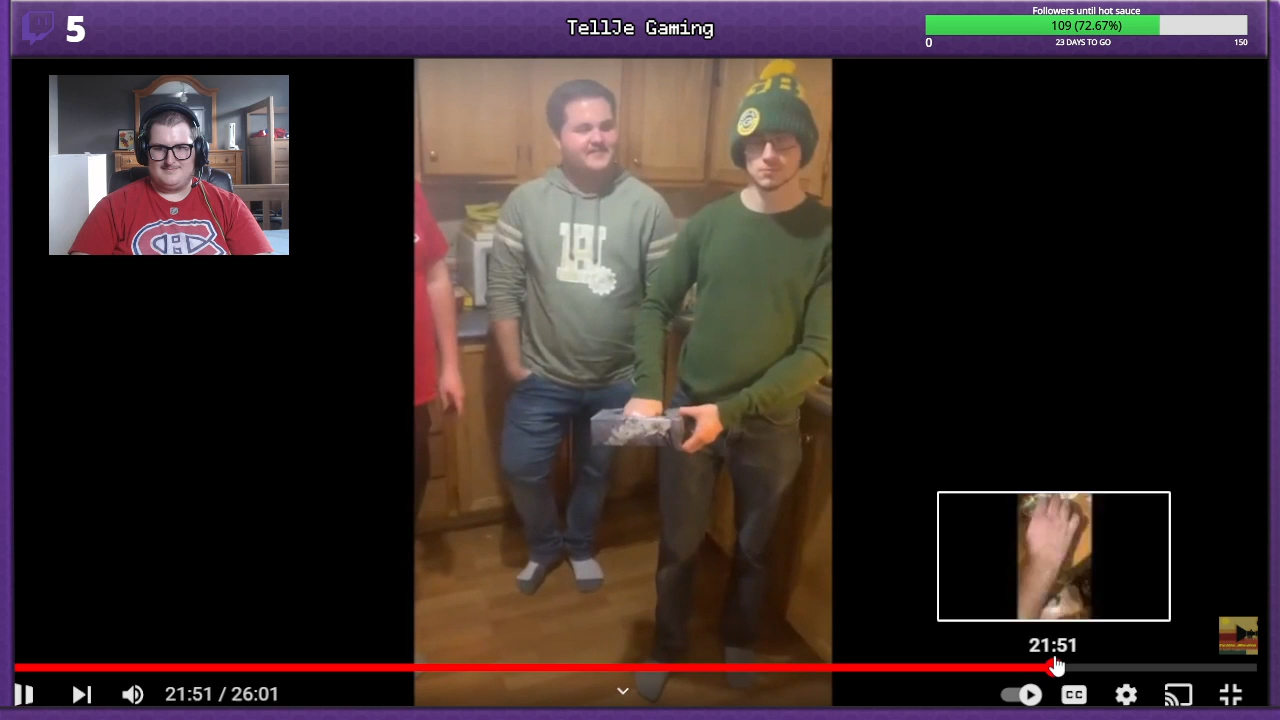 5
TellJe Gaming
Followers until hot sauce
109 (72.67%)
0
23 DAYS TO GO
150
21:51
21:51 / 26:01
CC